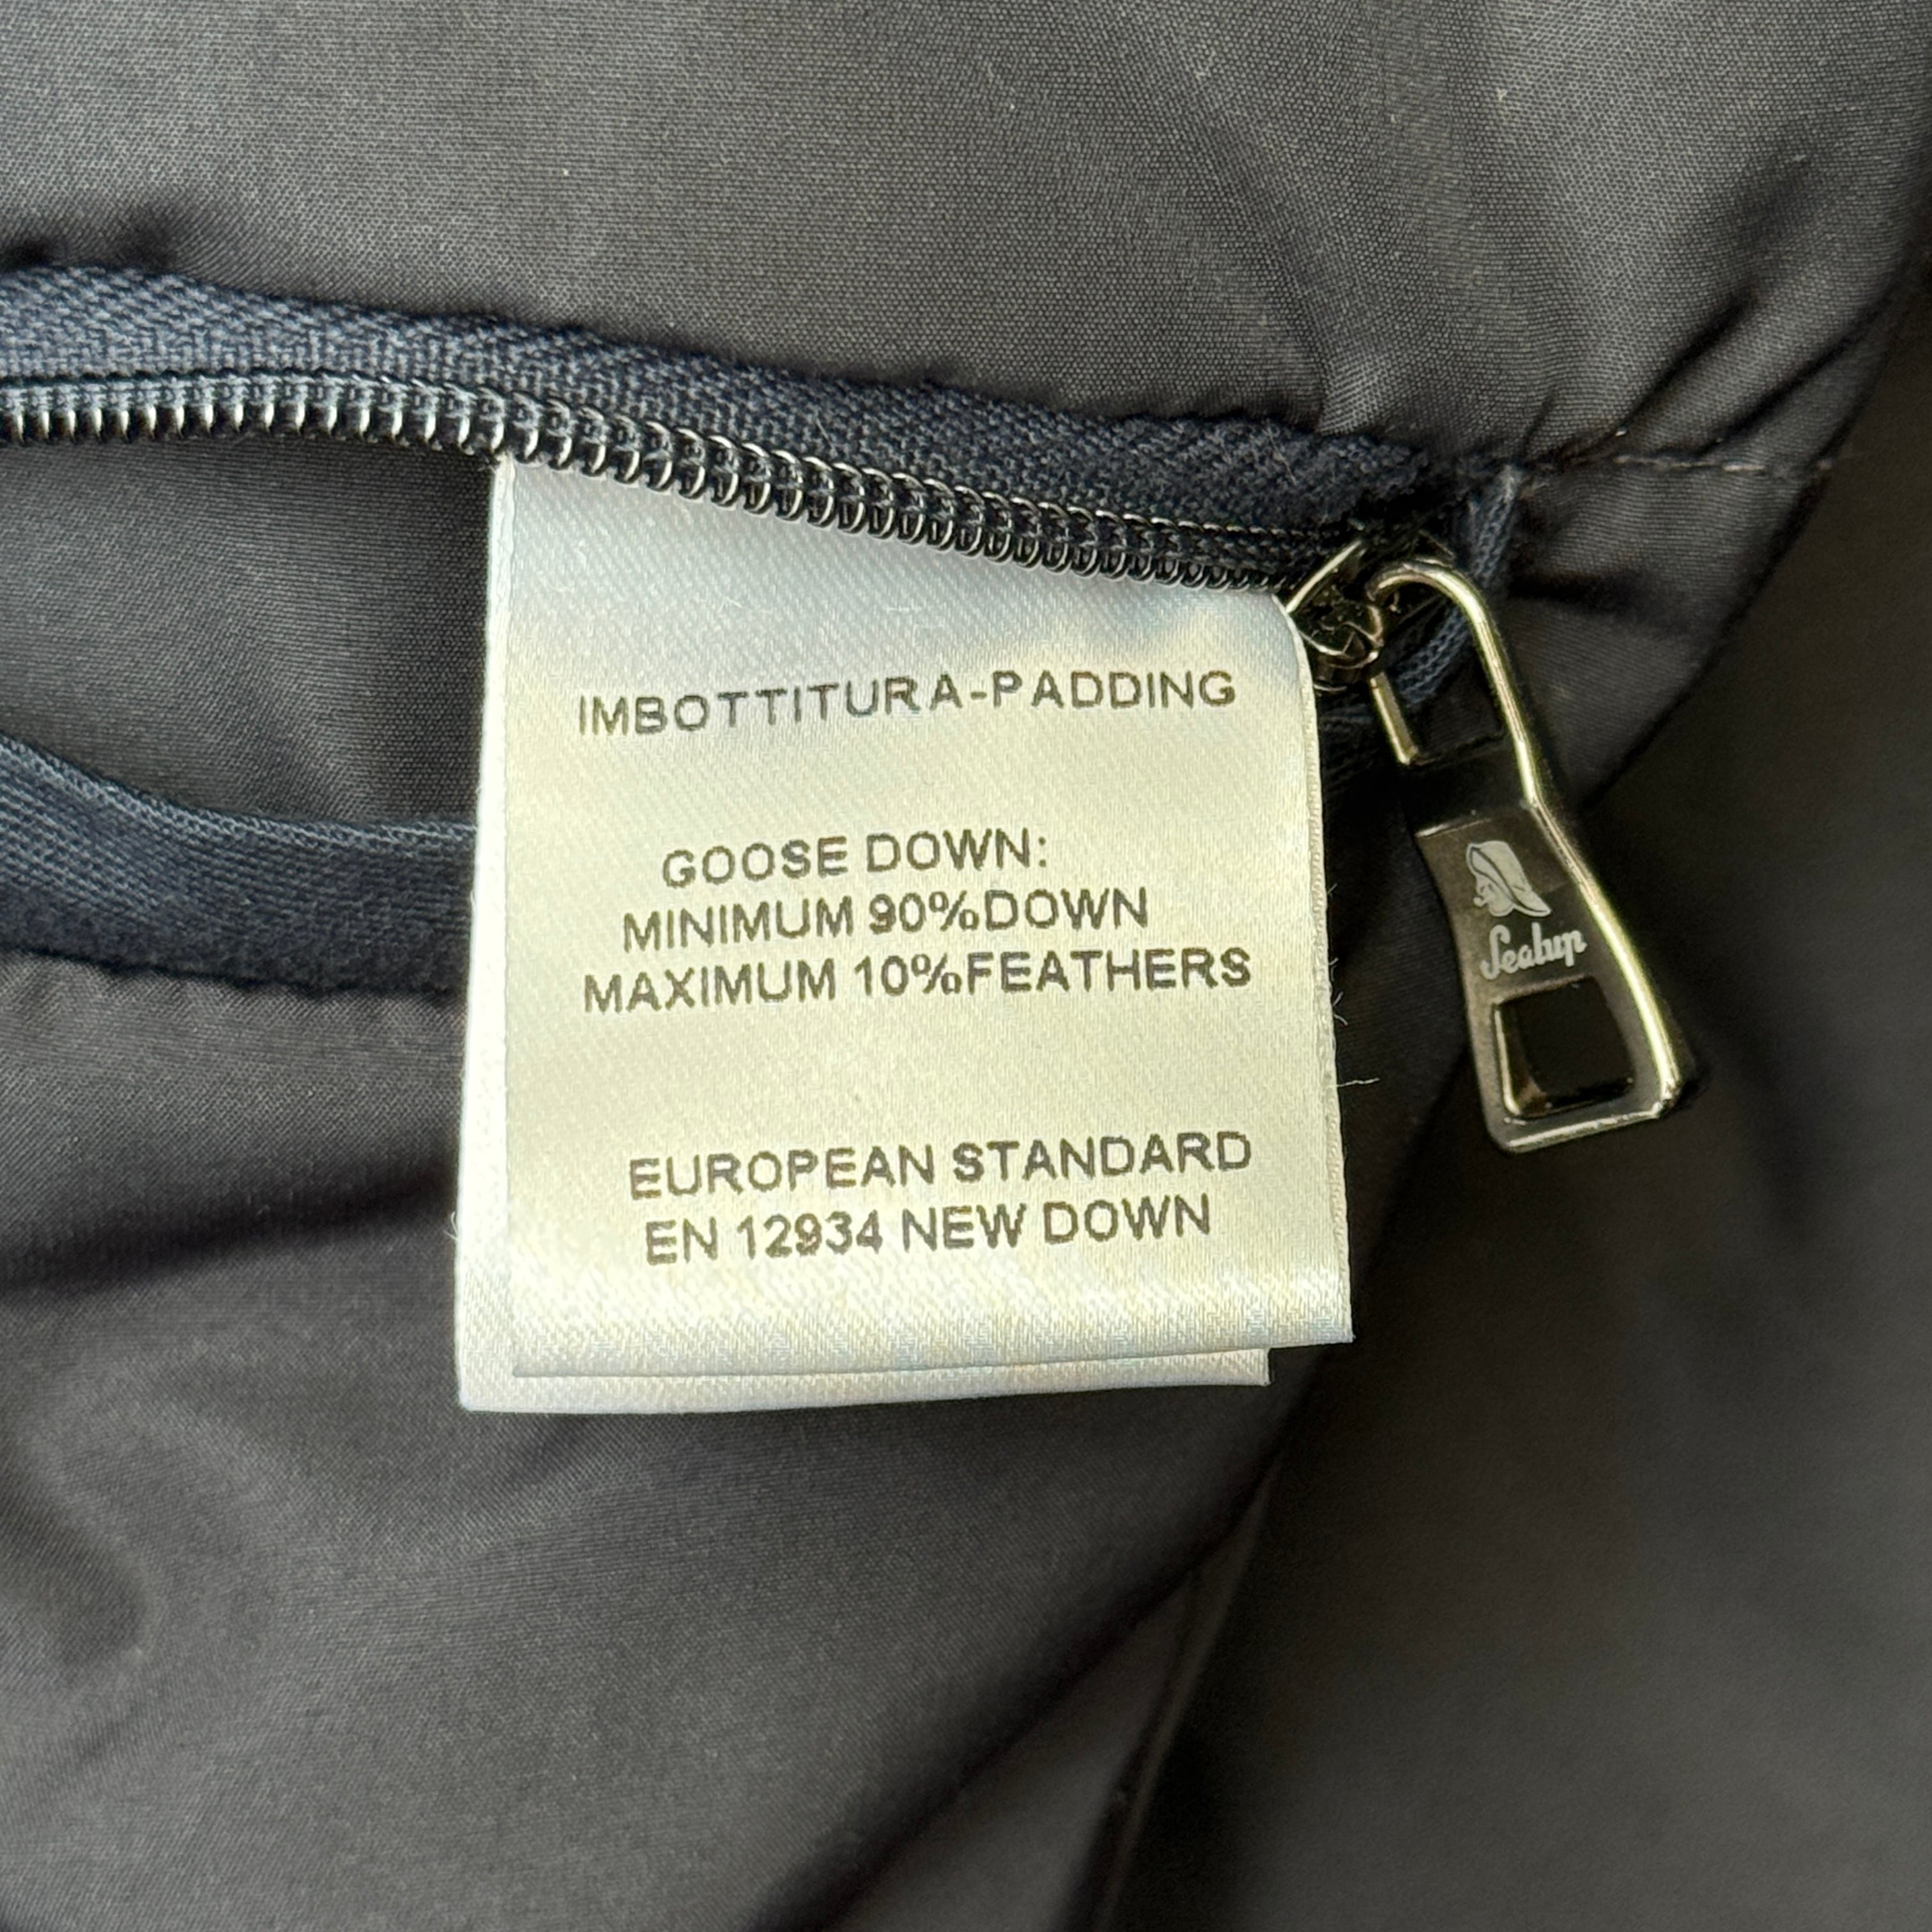 IMBOTTITURA-PADDING
GOOSE DOWN:
MINIMUM 90%DOWN
MAXIMUM 10%FEATHERS
EUROPEAN STANDARD
EN 12934 NEW DOWN
Sealup